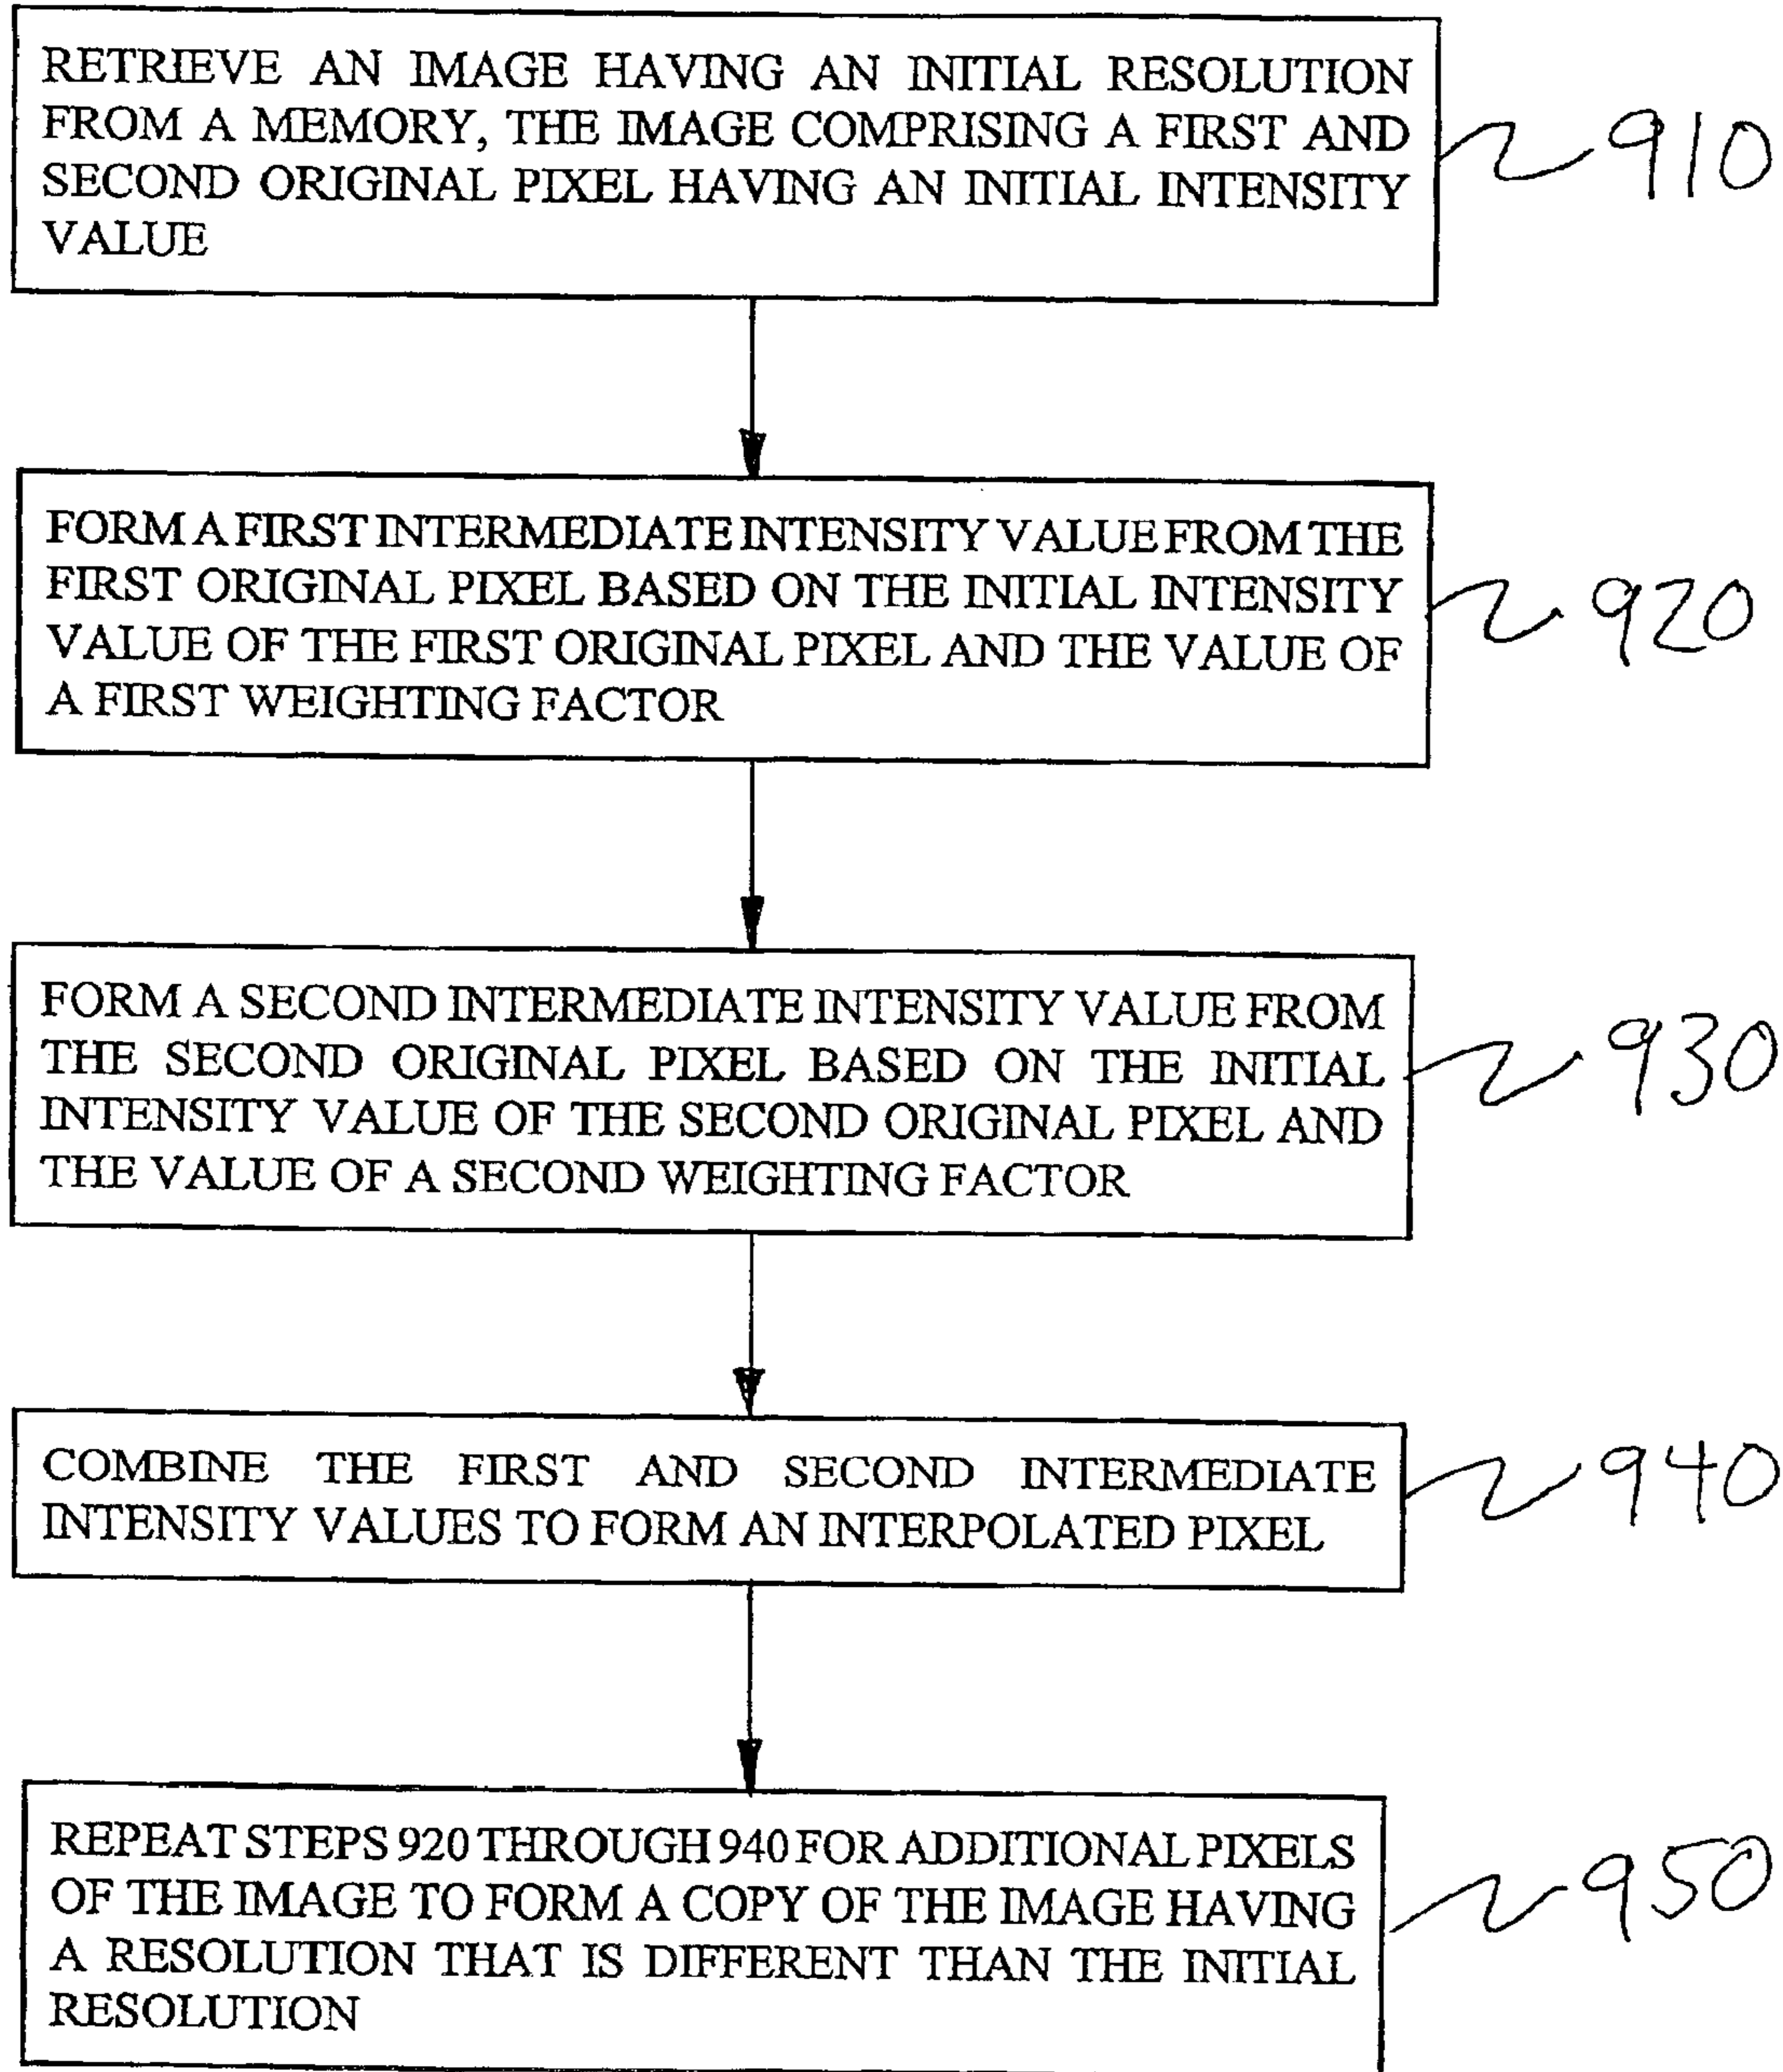 RETRIEVE AN IMAGE HAVING AN INITIAL RESOLUTION
FROM A MEMORY, THE IMAGE COMPRISING A FIRST AND
SECOND ORIGINAL PIXEL HAVING AN INITIAL INTENSITY
VALUE
910
FORM A FIRST INTERMEDIATE INTENSITY VALUE FROM THE
FIRST ORIGINAL PIXEL BASED ON THE INITIAL INTENSITY
VALUE OF THE FIRST ORIGINAL PIXEL AND THE VALUE OF
A FIRST WEIGHTING FACTOR
920
FORM A SECOND INTERMEDIATE INTENSITY VALUE FROM
THE SECOND ORIGINAL PIXEL BASED ON THE INITIAL
INTENSITY VALUE OF THE SECOND ORIGINAL PIXEL AND
THE VALUE OF A SECOND WEIGHTING FACTOR
930
COMBINE THE FIRST AND SECOND INTERMEDIATE
INTENSITY VALUES TO FORM AN INTERPOLATED PIXEL
940
REPEAT STEPS 920 THROUGH 940 FOR ADDITIONAL PIXELS
OF THE IMAGE TO FORM A COPY OF THE IMAGE HAVING
A RESOLUTION THAT IS DIFFERENT THAN THE INITIAL
RESOLUTION
950